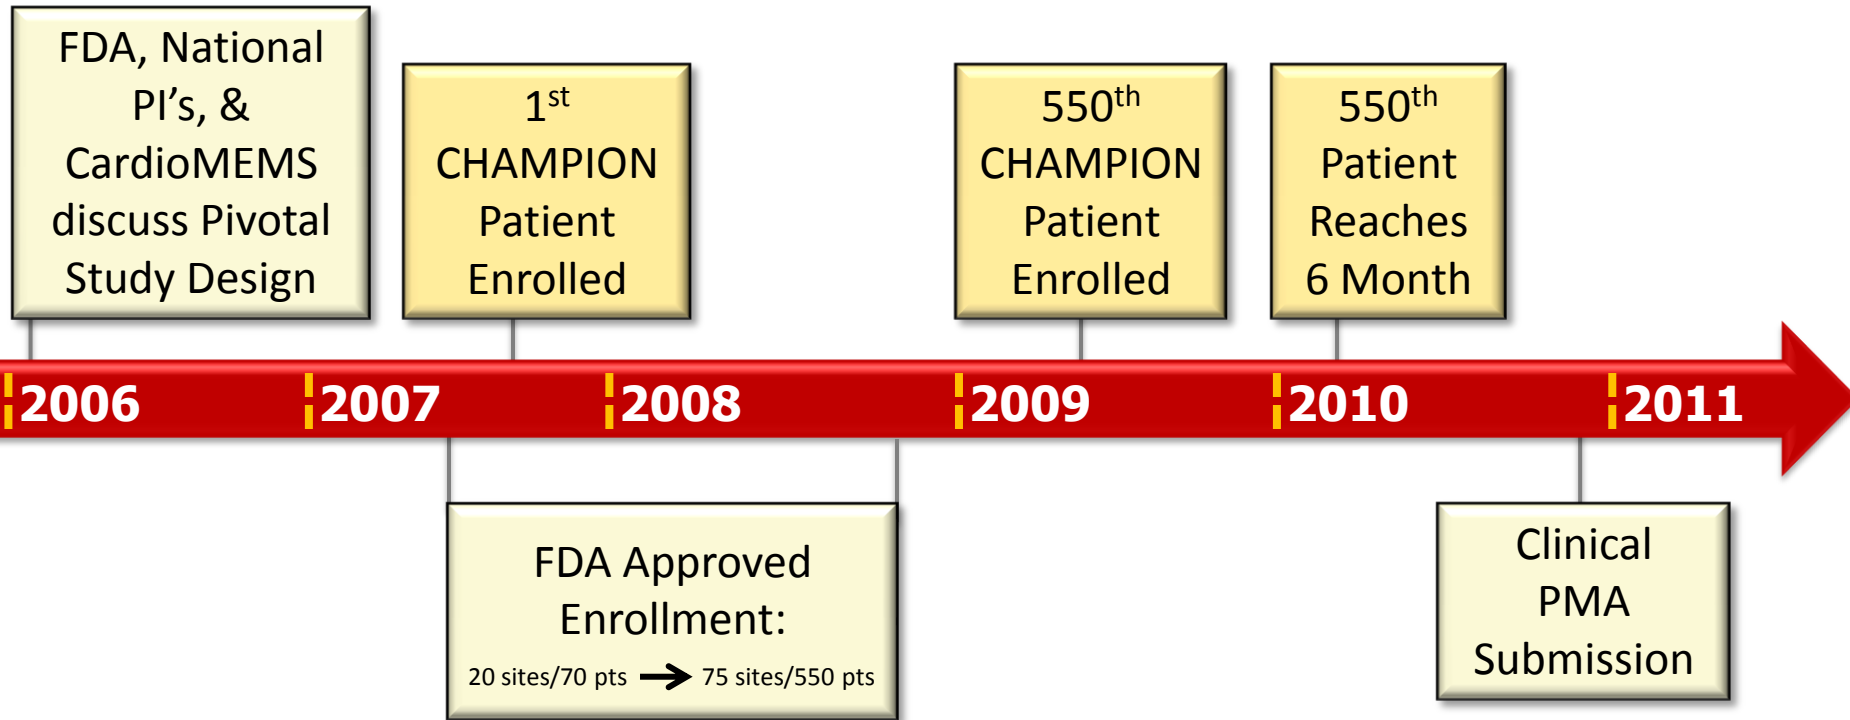 FDA, National
PI's, &
CardioMEMS
discuss Pivotal
Study Design
1st
CHAMPION
Patient
Enrolled
550th
CHAMPION
Patient
Enrolled
550th
Patient
Reaches
6 Month
2006
2007
2008
2009
2010
2011
FDA Approved
Enrollment:
20 sites/70 pts → 75 sites/550 pts
Clinical
PMA
Submission